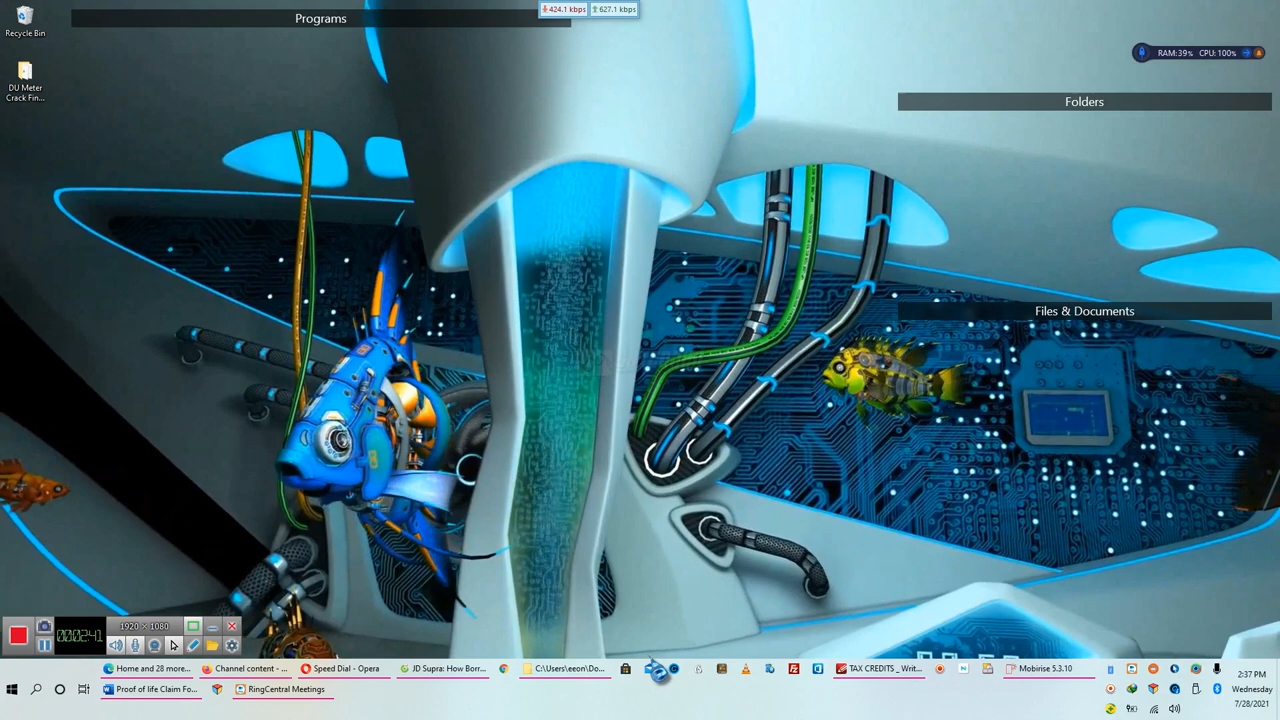 Recycle Bin
DU Meter
Crack Fin...
Programs
424.1 kbps
627.1 kbps
RAM:39% CPU: 100%
Folders
Files & Documents
1920 × 1080
000241
Home and 28 more...
Channel content - ...
Speed Dial - Opera
JD Supra: How Borr...
C:\Users\eeon\Do...
TAX CREDITS _ Writ...
Mobirise 5.3.10
Proof of life Claim Fo...
RingCentral Meetings
2:37 PM
Wednesday
7/28/2021